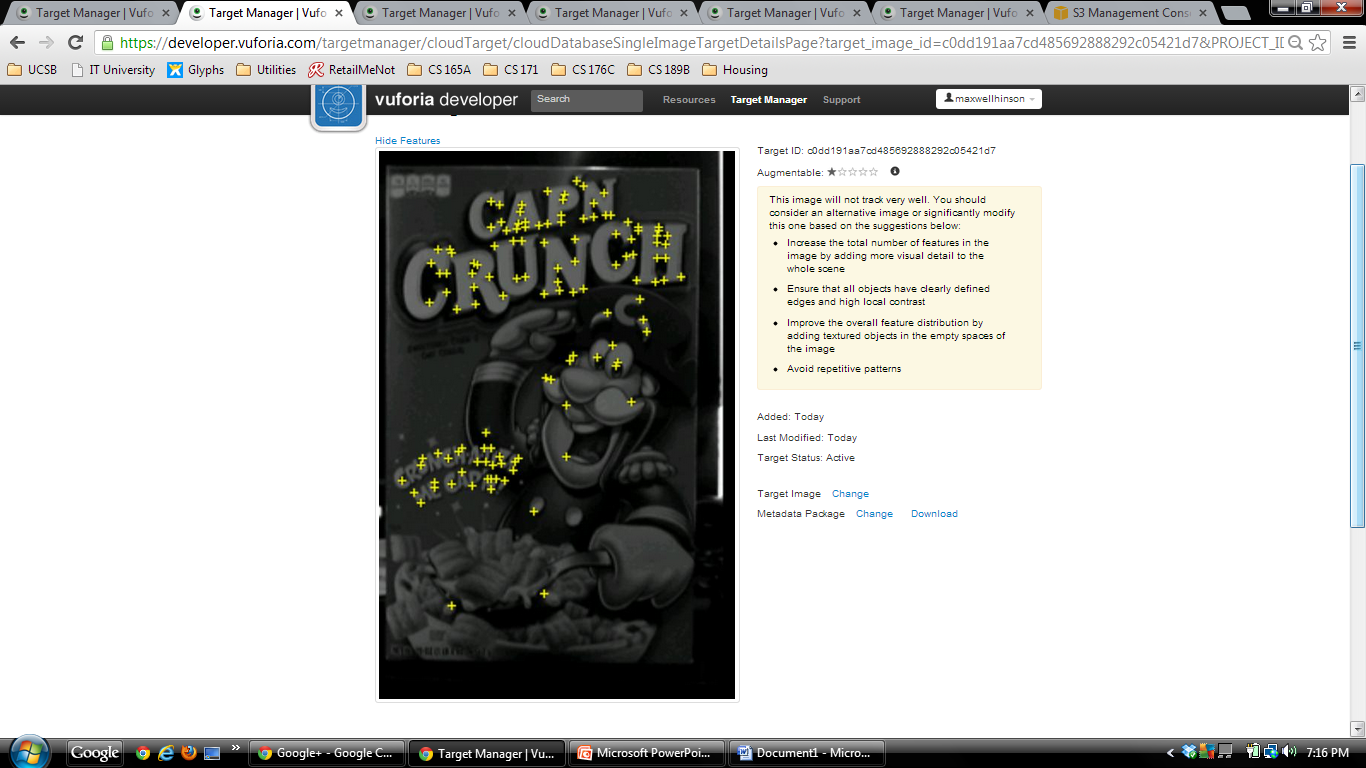 Target Manager | Vufo
Target Manager | Vufo
Target Manager | Vufo
Target Manager | Vufo
Target Manager | Vufo
Target Manager | Vufo
S3 Management Cons
https://developer.vuforia.com/targetmanager/cloudTarget/cloudDatabaseSingleImageTargetDetailsPage?target_image_id=c0dd191aa7cd485692888292c05421d7&PROJECT_ID
UCSB
IT University
Glyphs
Utilities
RetailMeNot
CS 165A
CS 171
CS 176C
CS 189B
Housing
vuforia developer
Search
Resources
Target Manager
Support
maxwellhinson
Hide Features
CAP'N
CRUNCH
Target ID: c0dd191aa7cd485692888292c05421d7
Augmentable:
This image will not track very well. You should
consider an alternative image or significantly modify
this one based on the suggestions below:
Increase the total number of features in the
image by adding more visual detail to the
whole scene
Ensure that all objects have clearly defined
edges and high local contrast
Improve the overall feature distribution by
adding textured objects in the empty spaces of
the image
Avoid repetitive patterns
Added: Today
Last Modified: Today
Target Status: Active
Target Image Change
Metadata Package Change Download
Google
Google+ - Google C...
Target Manager | Vu...
Microsoft PowerPoi...
Document1 - Micro...
7:16 PM